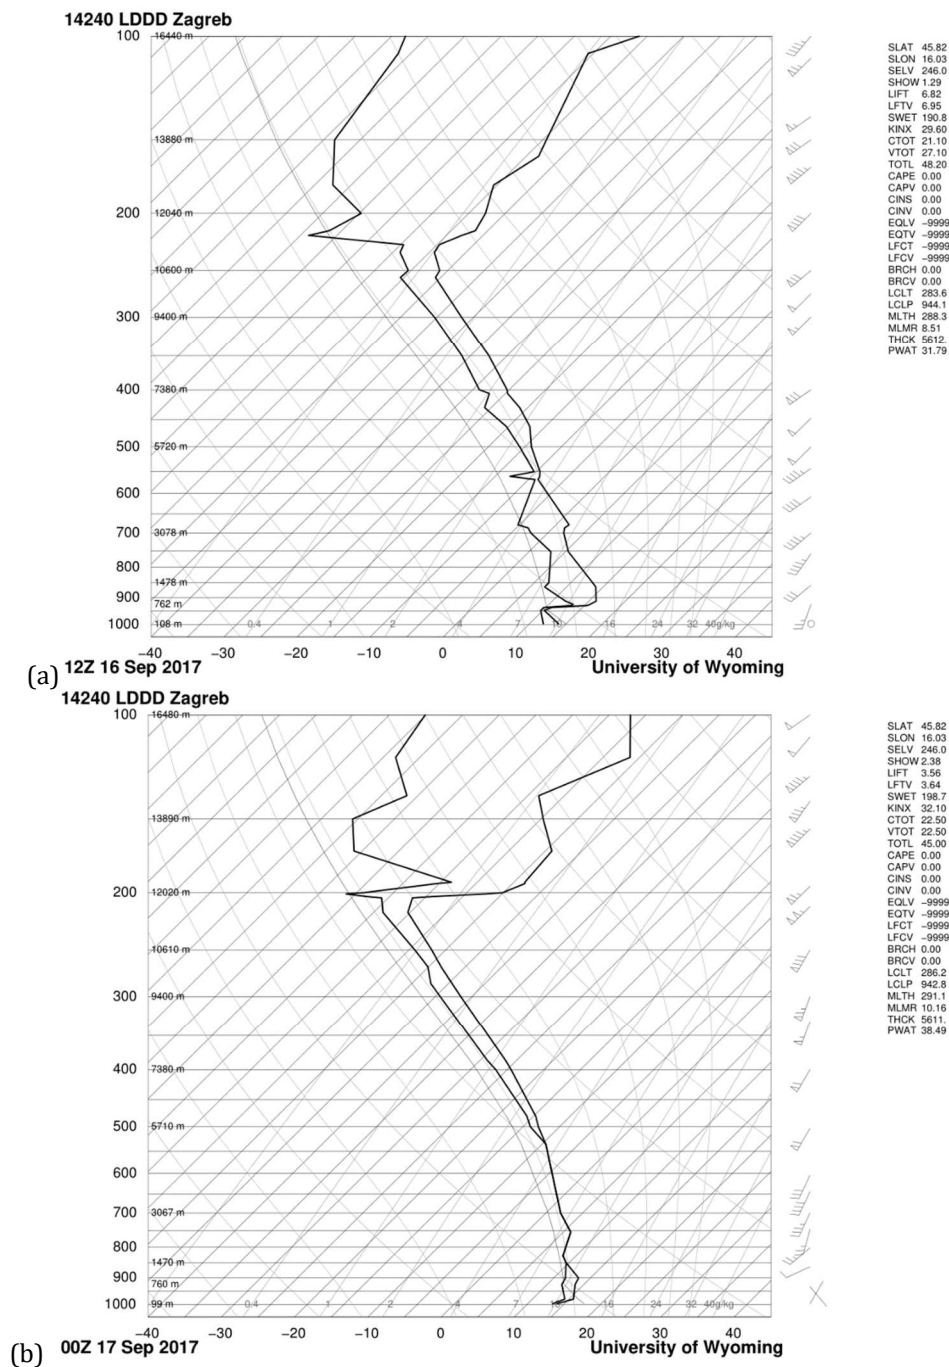 14240 LDDD Zagreb
100 16440 m
13880 m
200 12040 m
10600 m
300 9400 m
400 7380 m
500 5720 m
600
700 3078 m
800
1478 m
900
762 m
1000 108 m 0.4 1 2 4 7 10 16 24 32 40g/kg
−40 −30 −20 −10 0 10 20 30 40
(a) 12Z 16 Sep 2017 University of Wyoming
SLAT 45.82
SLON 16.03
SELV 246.0
SHOW 1.29
LIFT 6.82
LFTV 6.95
SWET 190.8
KINX 29.60
CTOT 21.10
VTOT 27.10
TOTL 48.20
CAPE 0.00
CAPV 0.00
CINS 0.00
CINV 0.00
EQLV −9999
EQTV −9999
LFCT −9999
LFCV −9999
BRCH 0.00
BRCV 0.00
LCLT 283.6
LCLP 944.1
MLTH 288.3
MLMR 8.51
THCK 5612.
PWAT 31.79
14240 LDDD Zagreb
100 16480 m
13890 m
200 12020 m
10610 m
300 9400 m
400 7380 m
500 5710 m
600
700 3067 m
800
1470 m
900
760 m
1000 99 m 0.4 1 2 4 7 10 16 24 32 40g/kg
−40 −30 −20 −10 0 10 20 30 40
(b) 00Z 17 Sep 2017 University of Wyoming
SLAT 45.82
SLON 16.03
SELV 246.0
SHOW 2.38
LIFT 3.56
LFTV 3.64
SWET 198.7
KINX 32.10
CTOT 22.50
VTOT 22.50
TOTL 45.00
CAPE 0.00
CAPV 0.00
CINS 0.00
CINV 0.00
EQLV −9999
EQTV −9999
LFCT −9999
LFCV −9999
BRCH 0.00
BRCV 0.00
LCLT 286.2
LCLP 942.8
MLTH 291.1
MLMR 10.16
THCK 5611.
PWAT 38.49